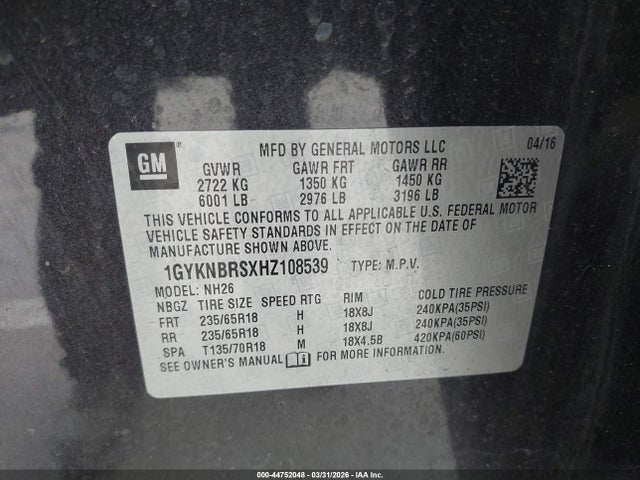 MFD BY GENERAL MOTORS LLC 04/16
GM
GVWR GAWR FRT GAWR RR
2722 KG 1350 KG 1450 KG
6001 LB 2976 LB 3196 LB
THIS VEHICLE CONFORMS TO ALL APPLICABLE U.S. FEDERAL MOTOR
VEHICLE SAFETY STANDARDS IN EFFECT ON THE DATE OF
MANUFACTURE SHOWN ABOVE.
1GYKNBRSXHZ108539 TYPE: M.P.V.
MODEL: NH26
NBGZ TIRE SIZE SPEED RTG RIM COLD TIRE PRESSURE
FRT 235/65R18 H 18X8J 240KPA(35PSI)
RR 235/65R18 H 18X8J 240KPA(35PSI)
SPA T135/70R18 M 18X4.5B 420KPA(60PSI)
SEE OWNER'S MANUAL FOR MORE INFORMATION.
000-44752048 - 03/31/2026 - IAA Inc.